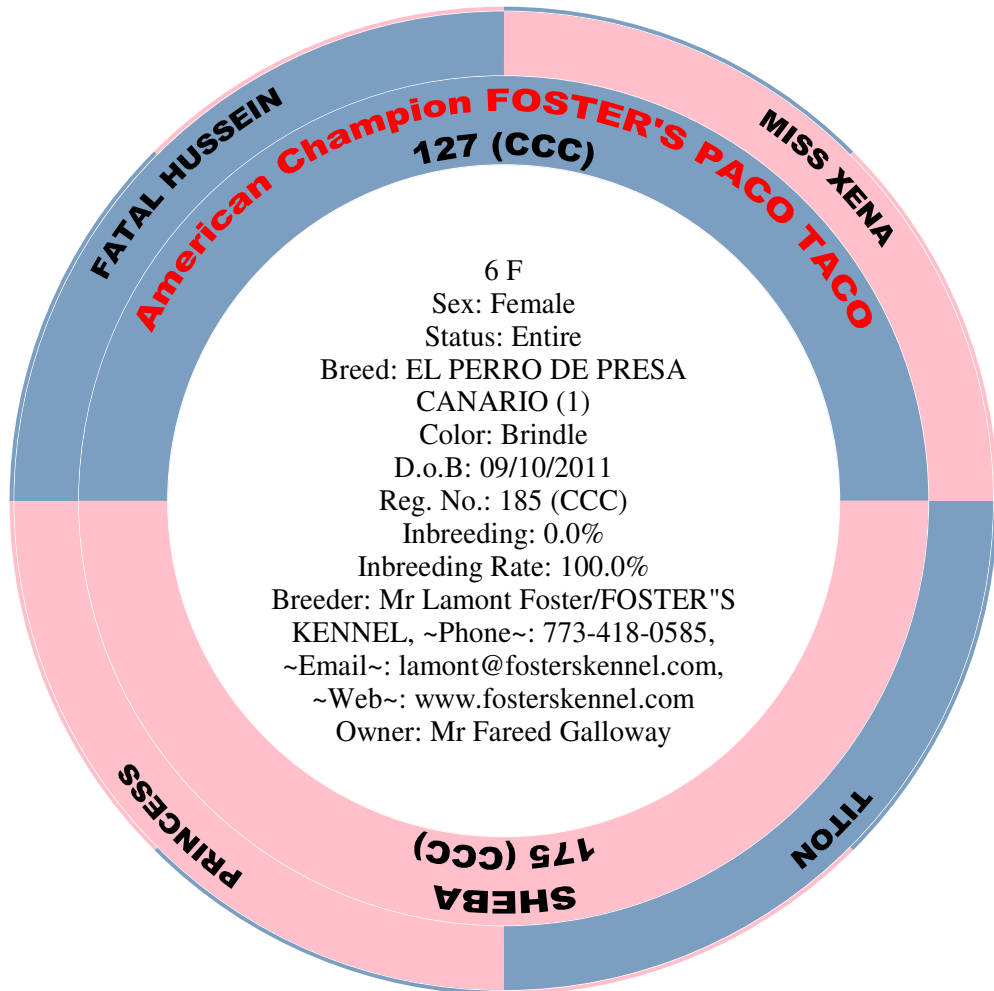 FATAL HUSSEIN
MISS XENA
American Champion FOSTER'S PACO TACO
127 (CCC)
6 F
Sex: Female
Status: Entire
Breed: EL PERRO DE PRESA
CANARIO (1)
Color: Brindle
D.o.B: 09/10/2011
Reg. No.: 185 (CCC)
Inbreeding: 0.0%
Inbreeding Rate: 100.0%
Breeder: Mr Lamont Foster/FOSTER"S
KENNEL, ~Phone~: 773-418-0585,
~Email~: lamont@fosterskennel.com,
~Web~: www.fosterskennel.com
Owner: Mr Fareed Galloway
SHEBA
175 (CCC)
PRINCESS
TITON